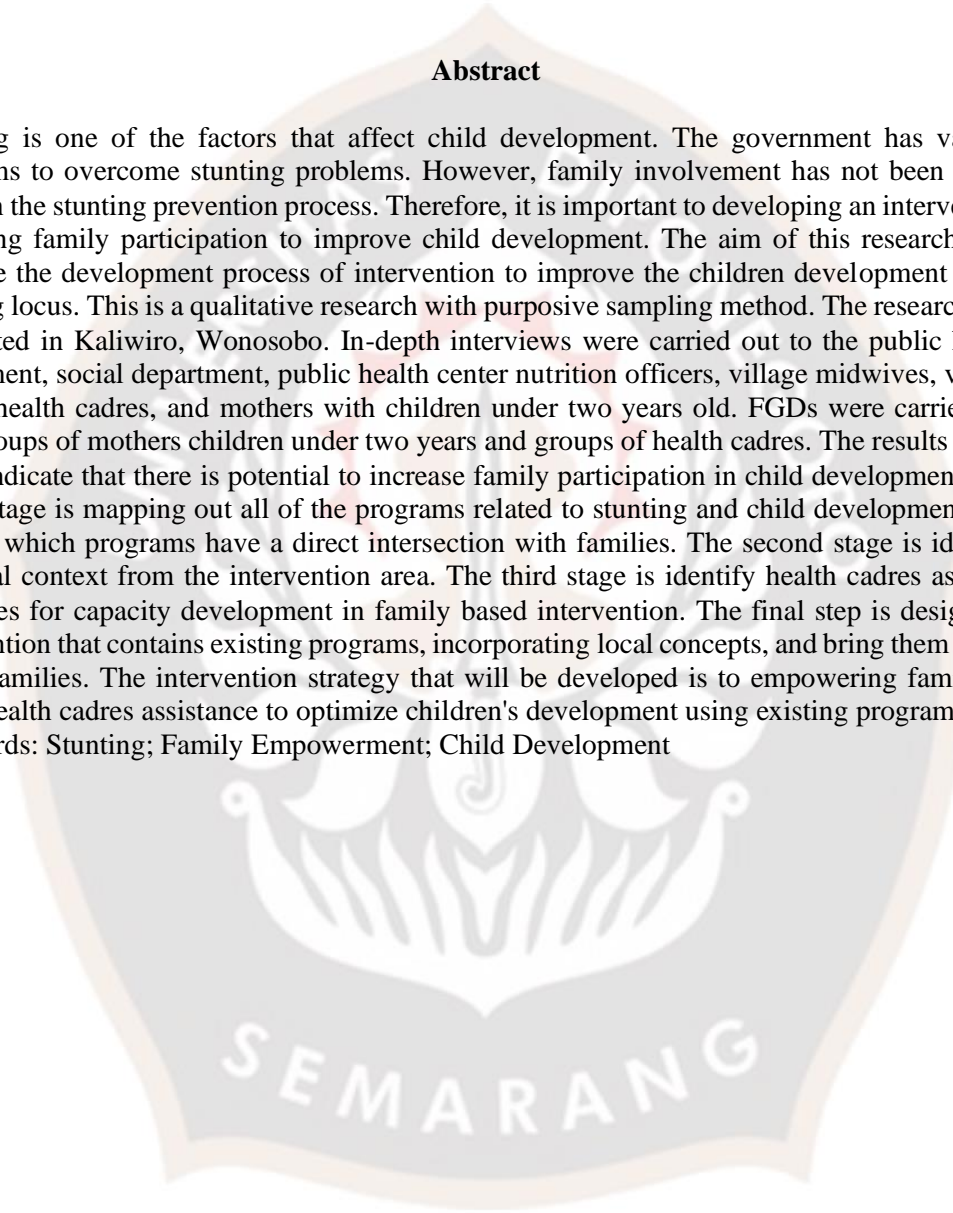 Abstract
g is one of the factors that affect child development. The government has va
ns to overcome stunting problems. However, family involvement has not been
n the stunting prevention process. Therefore, it is important to developing an interve
ng family participation to improve child development. The aim of this research
e the development process of intervention to improve the children development
g locus. This is a qualitative research with purposive sampling method. The research
ted in Kaliwiro, Wonosobo. In-depth interviews were carried out to the public
ment, social department, public health center nutrition officers, village midwives, v
health cadres, and mothers with children under two years old. FGDs were carrie
oups of mothers children under two years and groups of health cadres. The results
ndicate that there is potential to increase family participation in child development
tage is mapping out all of the programs related to stunting and child developmen
which programs have a direct intersection with families. The second stage is id
al context from the intervention area. The third stage is identify health cadres as
es for capacity development in family based intervention. The final step is desig
ntion that contains existing programs, incorporating local concepts, and bring them
families. The intervention strategy that will be developed is to empowering fam
ealth cadres assistance to optimize children's development using existing program
rds: Stunting; Family Empowerment; Child Development
UNIVERSITAS DIPONEGORO
SEMARANG